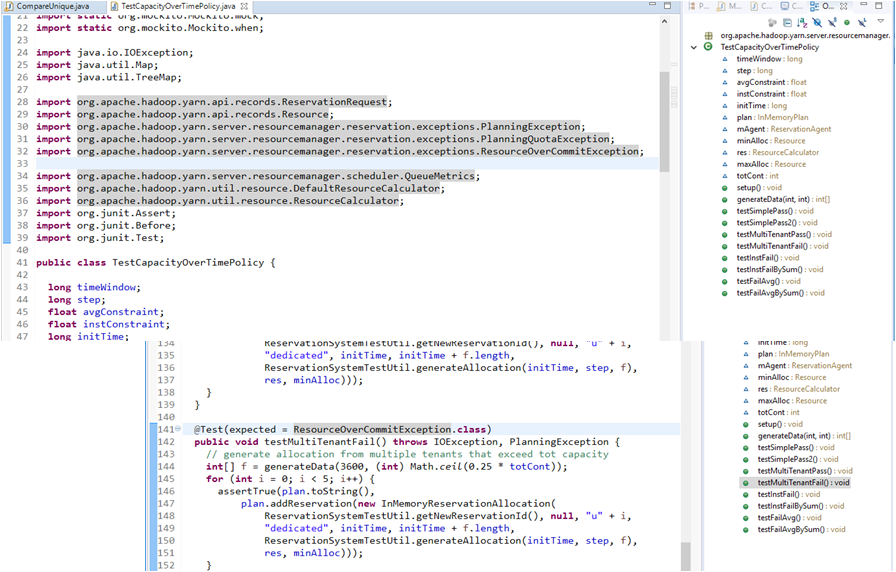 CompareUnique.java
TestCapacityOverTimePolicy.java
21 import static org.mockito.Mockito.mock;
22 import static org.mockito.Mockito.when;
23
24 import java.io.IOException;
25 import java.util.Map;
26 import java.util.TreeMap;
27
28 import org.apache.hadoop.yarn.api.records.ReservationRequest;
29 import org.apache.hadoop.yarn.api.records.Resource;
30 import org.apache.hadoop.yarn.server.resourcemanager.reservation.exceptions.PlanningException;
31 import org.apache.hadoop.yarn.server.resourcemanager.reservation.exceptions.PlanningQuotaException;
32 import org.apache.hadoop.yarn.server.resourcemanager.reservation.exceptions.ResourceOverCommitException;
33
34 import org.apache.hadoop.yarn.server.resourcemanager.scheduler.QueueMetrics;
35 import org.apache.hadoop.yarn.util.resource.DefaultResourceCalculator;
36 import org.apache.hadoop.yarn.util.resource.ResourceCalculator;
37 import org.junit.Assert;
38 import org.junit.Before;
39 import org.junit.Test;
40
41 public class TestCapacityOverTimePolicy {
42
43 long timeWindow;
44 long step;
45 float avgConstraint;
46 float instConstraint;
47 long initTime;
P...
M...
C...
C...
O...
org.apache.hadoop.yarn.server.resourcemanager.
TestCapacityOverTimePolicy
timeWindow : long
step : long
avgConstraint : float
instConstraint : float
initTime : long
plan : InMemoryPlan
mAgent : ReservationAgent
minAlloc : Resource
res : ResourceCalculator
maxAlloc : Resource
totCont : int
setup() : void
generateData(int, int) : int[]
testSimplePass() : void
testSimplePass2() : void
testMultiTenantPass() : void
testMultiTenantFail() : void
testInstFail() : void
testInstFailBySum() : void
testFailAvg() : void
testFailAvgBySum() : void
134 ReservationSystemTestUtil.getNewReservationId(), null, "u" + i,
135 "dedicated", initTime, initTime + f.length,
136 ReservationSystemTestUtil.generateAllocation(initTime, step, f),
137 res, minAlloc)));
138 }
139 }
140
141 @Test(expected = ResourceOverCommitException.class)
142 public void testMultiTenantFail() throws IOException, PlanningException {
143 // generate allocation from multiple tenants that exceed tot capacity
144 int[] f = generateData(3600, (int) Math.ceil(0.25 * totCont));
145 for (int i = 0; i < 5; i++) {
146 assertTrue(plan.toString(),
147 plan.addReservation(new InMemoryReservationAllocation(
148 ReservationSystemTestUtil.getNewReservationId(), null, "u" + i,
149 "dedicated", initTime, initTime + f.length,
150 ReservationSystemTestUtil.generateAllocation(initTime, step, f),
151 res, minAlloc)));
152 }
initTime : long
plan : InMemoryPlan
mAgent : ReservationAgent
minAlloc : Resource
res : ResourceCalculator
maxAlloc : Resource
totCont : int
setup() : void
generateData(int, int) : int[]
testSimplePass() : void
testSimplePass2() : void
testMultiTenantPass() : void
testMultiTenantFail() : void
testInstFail() : void
testInstFailBySum() : void
testFailAvg() : void
testFailAvgBySum() : void